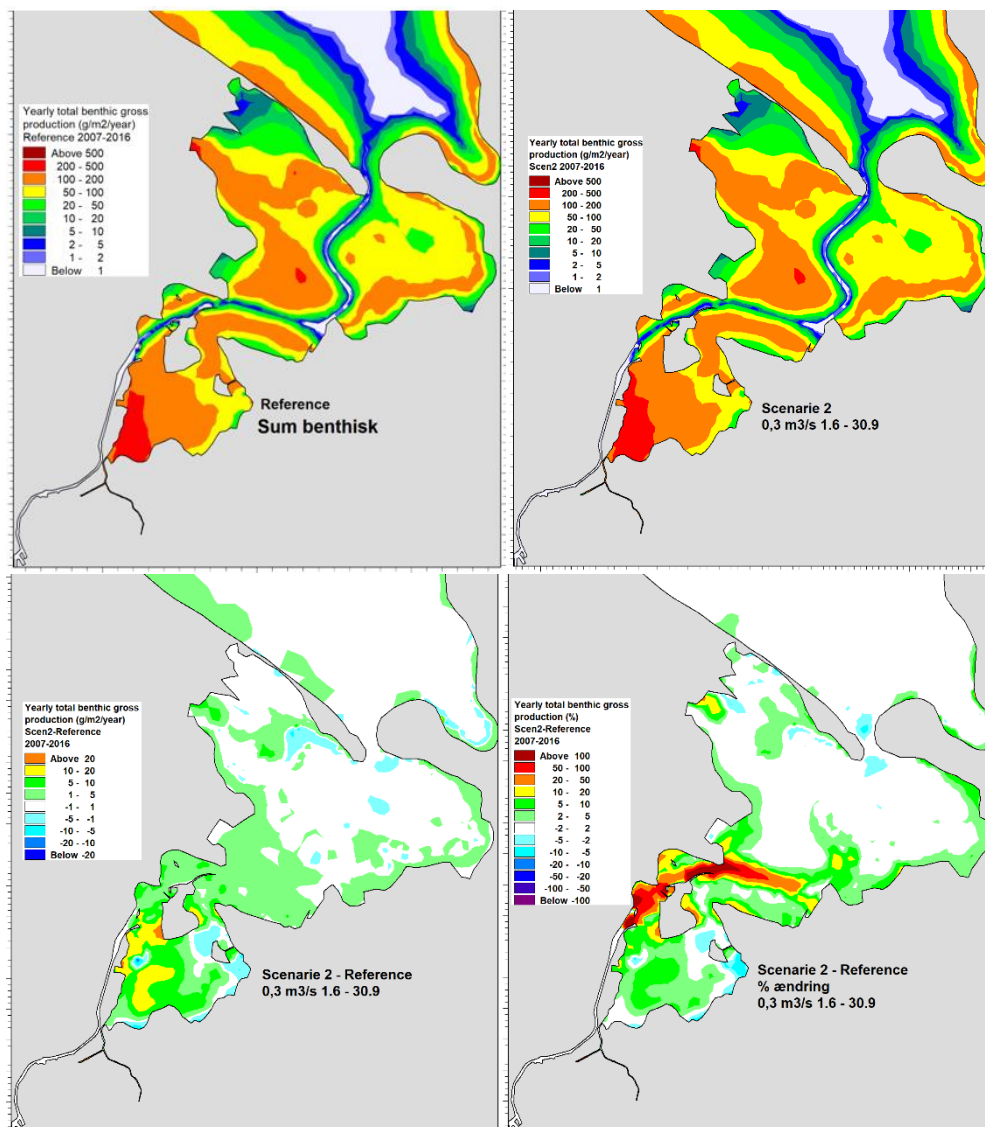 Yearly total benthic gross
production (g/m2/year)
Reference 2007-2016
Above 500
200 - 500
100 - 200
50 - 100
20 - 50
10 - 20
5 - 10
2 - 5
1 - 2
Below 1
Reference
Sum benthisk
Yearly total benthic gross
production (g/m2/year)
Scen2 2007-2016
Above 500
200 - 500
100 - 200
50 - 100
20 - 50
10 - 20
5 - 10
2 - 5
1 - 2
Below 1
Scenarie 2
0,3 m3/s 1.6 - 30.9
Yearly total benthic gross
production (g/m2/year)
Scen2-Reference
2007-2016
Above 20
10 - 20
5 - 10
1 - 5
-1 - 1
-5 - -1
-10 - -5
-20 - -10
Below -20
Scenarie 2 - Reference
0,3 m3/s 1.6 - 30.9
Yearly total benthic gross
production (%)
Scen2-Reference
2007-2016
Above 100
50 - 100
20 - 50
10 - 20
5 - 10
2 - 5
-2 - 2
-5 - -2
-10 - -5
-20 - -10
-50 - -20
-100 - -50
Below -100
Scenarie 2 - Reference
% ændring
0,3 m3/s 1.6 - 30.9